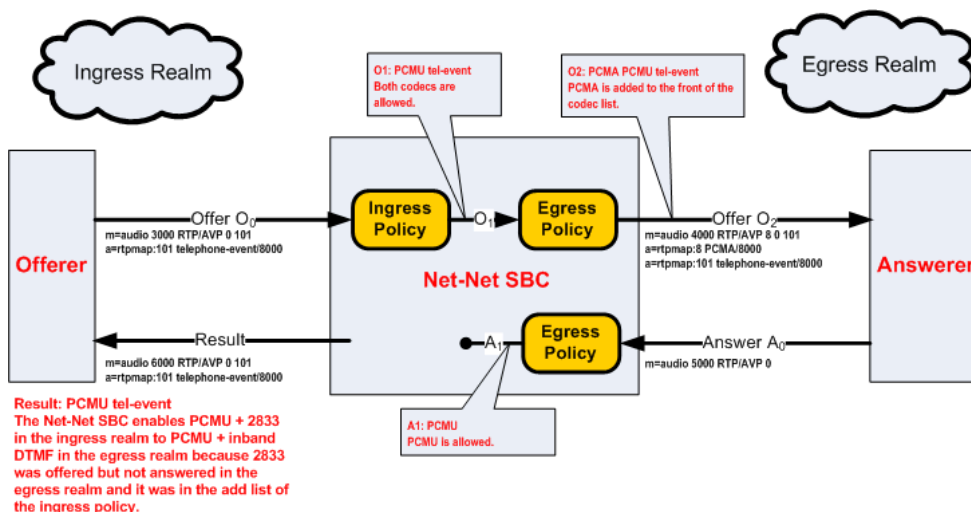 Ingress Realm
Egress Realm
O1: PCMU tel-event
Both codecs are
allowed.
O2: PCMA PCMU tel-event
PCMA is added to the front of the
codec list.
Offerer
Offer O0
m=audio 3000 RTP/AVP 0 101
a=rtpmap:101 telephone-event/8000
Ingress
Policy
O1
Egress
Policy
Offer O2
m=audio 4000 RTP/AVP 8 0 101
a=rtpmap:8 PCMA/8000
a=rtpmap:101 telephone-event/8000
Answerer
Net-Net SBC
Result
m=audio 6000 RTP/AVP 0 101
a=rtpmap:101 telephone-event/8000
A1
Egress
Policy
Answer A0
m=audio 5000 RTP/AVP 0
A1: PCMU
PCMU is allowed.
Result: PCMU tel-event
The Net-Net SBC enables PCMU + 2833
in the ingress realm to PCMU + inband
DTMF in the egress realm because 2833
was offered but not answered in the
egress realm and it was in the add list of
the ingress policy.